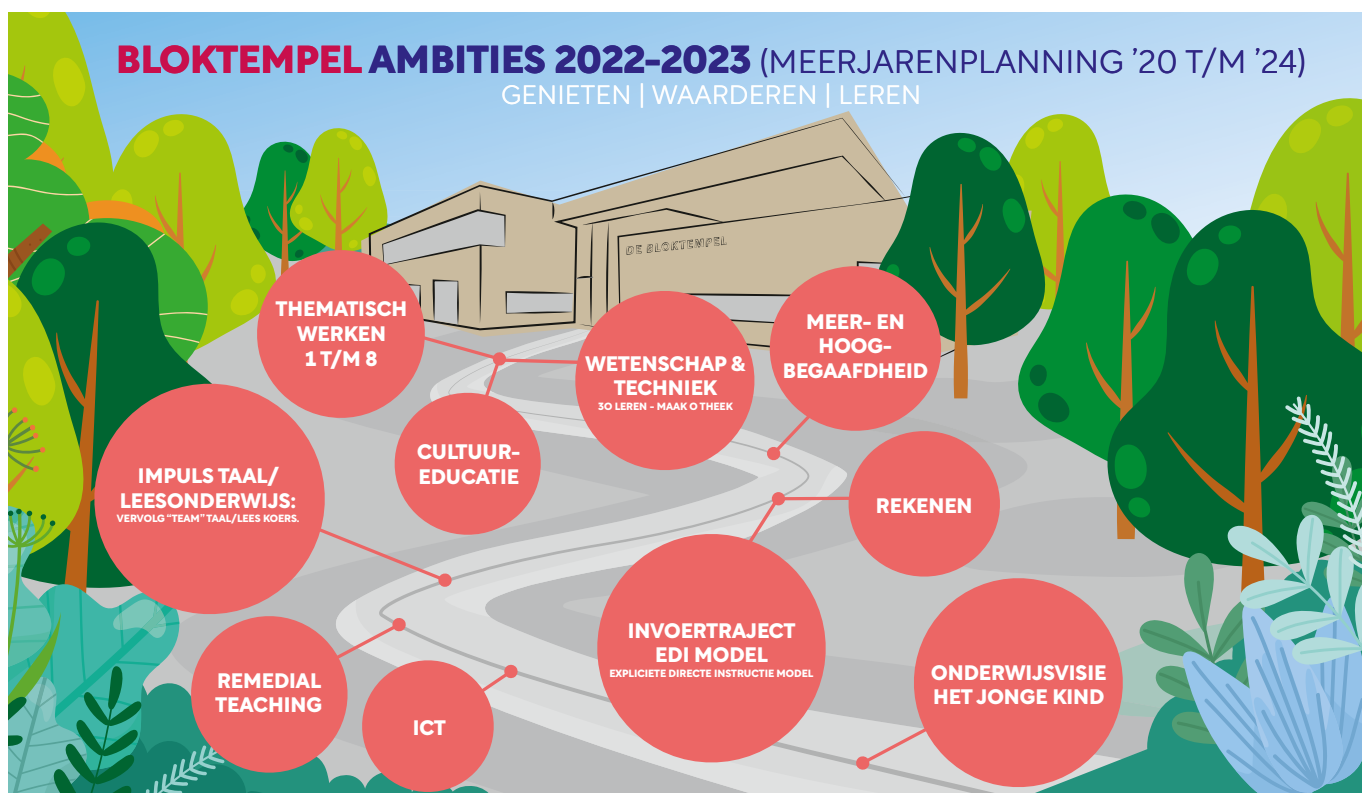 BLOKTEMPEL AMBITIES 2022-2023 (MEERJARENPLANNING ’20 T/M ’24)
GENIETEN | WAARDEREN | LEREN
DE BLOKTEMPEL
THEMATISCH
WERKEN
1 T/M 8
WETENSCHAP &
TECHNIEK
3O LEREN - MAAK O THEEK
MEER- EN
HOOG-
BEGAAFDHEID
CULTUUR-
EDUCATIE
IMPULS TAAL/
LEESONDERWIJS:
VERVOLG “TEAM” TAAL/LEES KOERS.
REKENEN
INVOERTRAJECT
EDI MODEL
EXPLICIETE DIRECTE INSTRUCTIE MODEL
REMEDIAL
TEACHING
ICT
ONDERWIJSVISIE
HET JONGE KIND